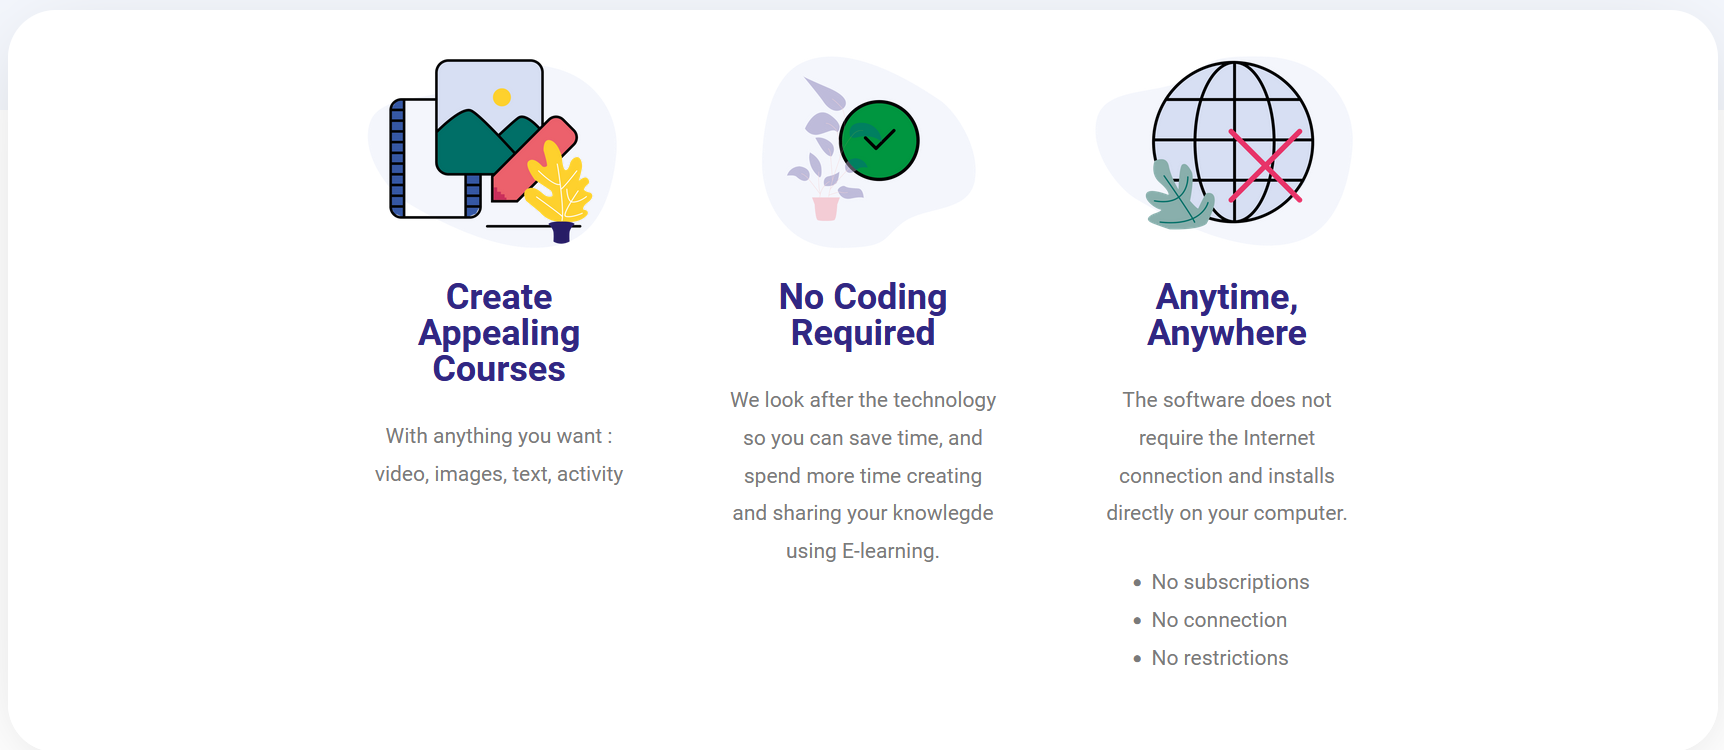 Create
Appealing
Courses
With anything you want :
video, images, text, activity
No Coding
Required
We look after the technology
so you can save time, and
spend more time creating
and sharing your knowlegde
using E-learning.
Anytime,
Anywhere
The software does not
require the Internet
connection and installs
directly on your computer.
• No subscriptions
• No connection
• No restrictions